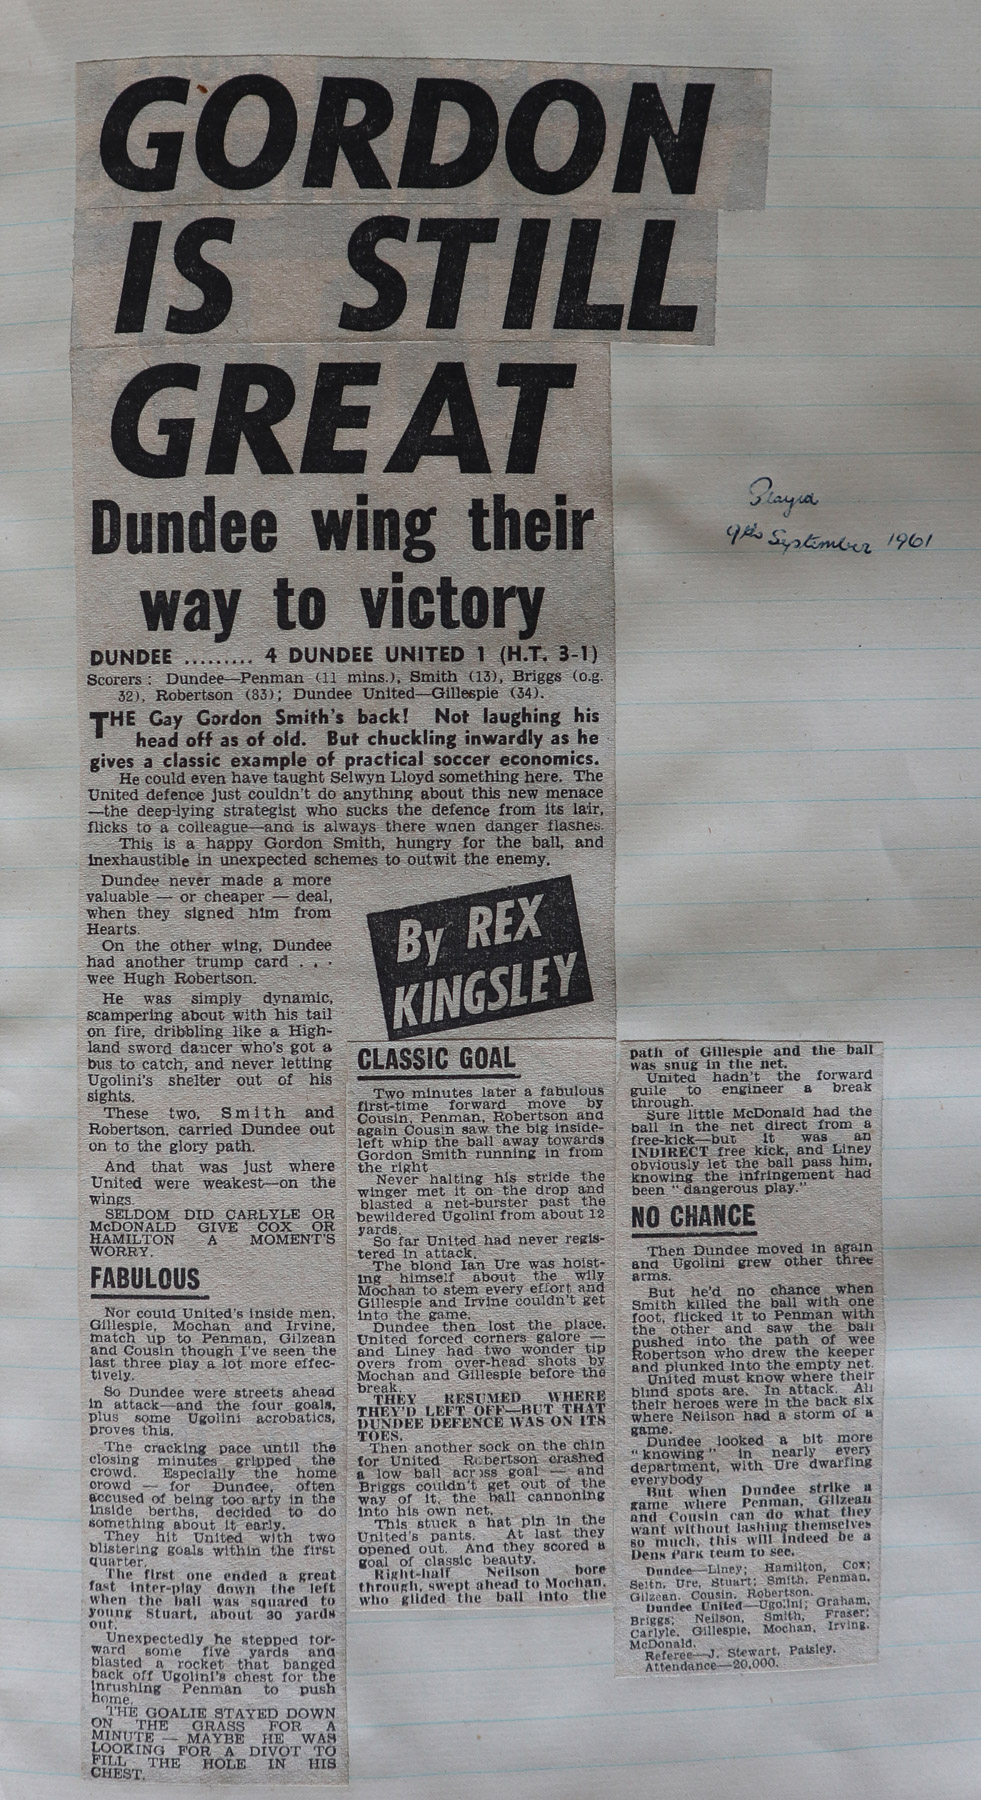 GORDON
IS STILL
GREAT
Dundee wing their
way to victory
Played
9th September 1961
DUNDEE ......... 4 DUNDEE UNITED 1 (H.T. 3-1)
Scorers: Dundee—Penman (11 mins.), Smith (13), Briggs (o.g.
32), Robertson (83); Dundee United—Gillespie (34).
THE Gay Gordon Smith's back! Not laughing his
head off as of old. But chuckling inwardly as he
gives a classic example of practical soccer economics.
He could even have taught Selwyn Lloyd something here. The
United defence just couldn't do anything about this new menace
—the deep-lying strategist who sucks the defence from its lair,
flicks to a colleague—and is always there when danger flashes.
This is a happy Gordon Smith, hungry for the ball, and
inexhaustible in unexpected schemes to outwit the enemy.
Dundee never made a more
valuable — or cheaper — deal,
when they signed him from
Hearts.
On the other wing, Dundee
had another trump card . . .
wee Hugh Robertson.
He was simply dynamic,
scampering about with his tail
on fire, dribbling like a High-
land sword dancer who's got a
bus to catch, and never letting
Ugolini's shelter out of his
sights.
These two, Smith and
Robertson, carried Dundee out
on to the glory path.
And that was just where
United were weakest—on the
wings.
SELDOM DID CARLYLE OR
McDONALD GIVE COX OR
HAMILTON A MOMENT'S
WORRY.
FABULOUS
Nor could United's inside men,
Gillespie, Mochan and Irvine,
match up to Penman, Gilzean
and Cousin though I've seen the
last three play a lot more effec-
tively.
So Dundee were streets ahead
in attack—and the four goals,
plus some Ugolini acrobatics,
proves this.
The cracking pace until the
closing minutes gripped the
crowd. Especially the home
crowd — for Dundee, often
accused of being too arty in the
inside berths, decided to do
something about it early.
They hit United with two
blistering goals within the first
quarter.
The first one ended a great
fast inter-play down the left
when the ball was squared to
young Stuart, about 30 yards
out.
Unexpectedly he stepped for-
ward some five yards and
blasted a rocket that banged
back off Ugolini's chest for the
inrushing Penman to push
home.
THE GOALIE STAYED DOWN
ON THE GRASS FOR A
MINUTE — MAYBE HE WAS
LOOKING FOR A DIVOT TO
FILL THE HOLE IN HIS
CHEST.
By REX
KINGSLEY
CLASSIC GOAL
Two minutes later a fabulous
first-time forward move by
Cousin, Penman, Robertson and
again Cousin saw the big inside-
left whip the ball away towards
Gordon Smith running in from
the right
Never halting his stride the
winger met it on the drop and
blasted a net-burster past the
bewildered Ugolini from about 12
yards.
So far United had never regis-
tered in attack.
The blond Ian Ure was hoist-
ing himself about the wily
Mochan to stem every effort and
Gillespie and Irvine couldn't get
into the game.
Dundee then lost the place.
United forced corners galore —
and Liney had two wonder tip
overs from over-head shots by
Mochan and Gillespie before the
break.
THEY RESUMED WHERE
THEY'D LEFT OFF—BUT THAT
DUNDEE DEFENCE WAS ON ITS
TOES.
Then another sock on the chin
for United Robertson crashed
a low ball across goal — and
Briggs couldn't get out of the
way of it, the ball cannoning
into his own net.
This stuck a hat pin in the
United's pants. At last they
opened out. And they scored a
goal of classic beauty.
Right-half Neilson bore
through, swept ahead to Mochan,
who glided the ball into the
path of Gillespie and the ball
was snug in the net.
United hadn't the forward
guile to engineer a break
through.
Sure little McDonald had the
ball in the net direct from a
free-kick—but it was an
INDIRECT free kick, and Liney
obviously let the ball pass him,
knowing the infringement had
been "dangerous play."
NO CHANCE
Then Dundee moved in again
and Ugolini grew other three
arms.
But he'd no chance when
Smith killed the ball with one
foot, flicked it to Penman with
the other and saw the ball
pushed into the path of wee
Robertson who drew the keeper
and plunked into the empty net.
United must know where their
blind spots are. In attack. All
their heroes were in the back six
where Neilson had a storm of a
game.
Dundee looked a bit more
"knowing" in nearly every
department, with Ure dwarfing
everybody
But when Dundee strike a
game where Penman, Gilzean
and Cousin can do what they
want without lashing themselves
so much, this will indeed be a
Dens Park team to see.
Dundee—Liney; Hamilton, Cox;
Seith, Ure, Stuart; Smith, Penman,
Gilzean, Cousin, Robertson.
Dundee United—Ugolini; Graham,
Briggs; Neilson, Smith, Fraser;
Carlyle, Gillespie, Mochan, Irving,
McDonald.
Referee—J. Stewart, Paisley.
Attendance—20,000.